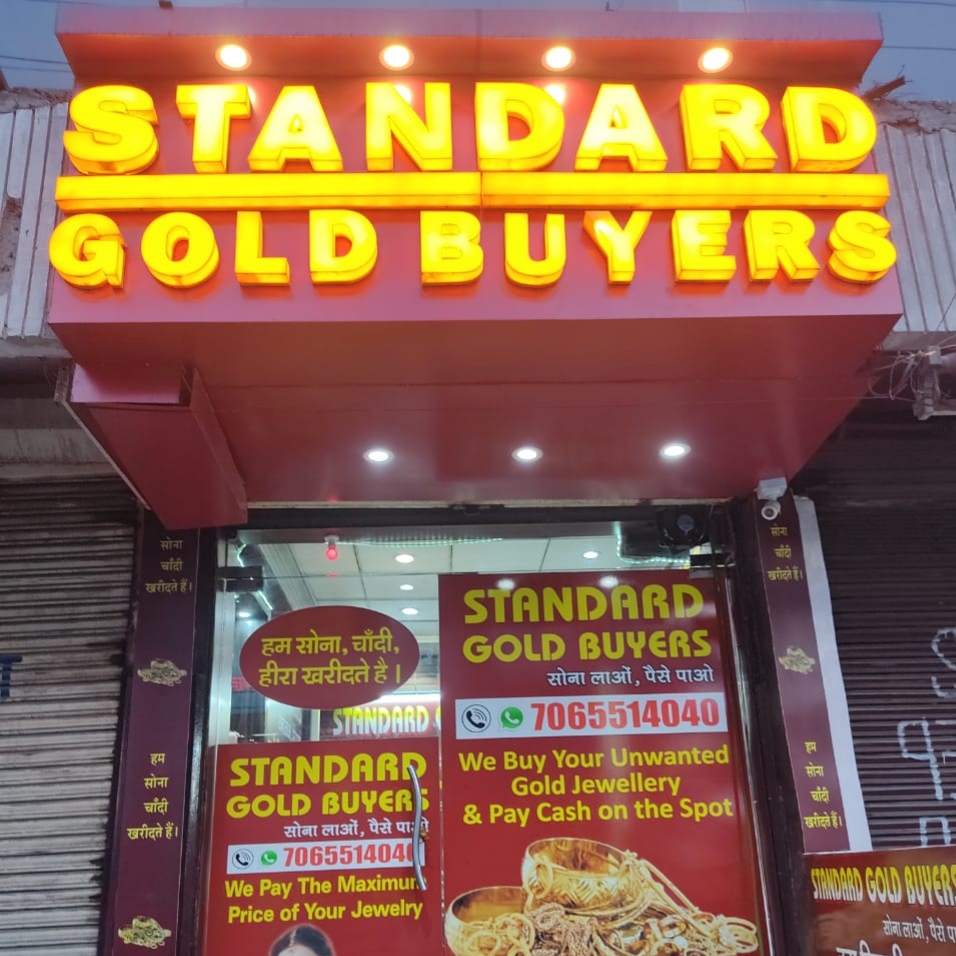 STANDARD
GOLD BUYERS
सोना
चाँदी
खरीदते हैं।
हम
सोना
चाँदी
खरीदते हैं।
हम सोना, चाँदी,
हीरा खरीदते है ।
STANDARD
STANDARD
GOLD BUYERS
सोना लाओं, पैसे पाओ
7065514040
We Pay The Maximum
Price of Your Jewelry
STANDARD
GOLD BUYERS
सोना लाओं, पैसे पाओ
7065514040
We Buy Your Unwanted
Gold Jewellery
& Pay Cash on the Spot
सोना
चाँदी
खरीदते हैं।
हम
सोना
चाँदी
खरीदते हैं।
STANDARD GOLD BUYERS
सोना लाओं, पैसे